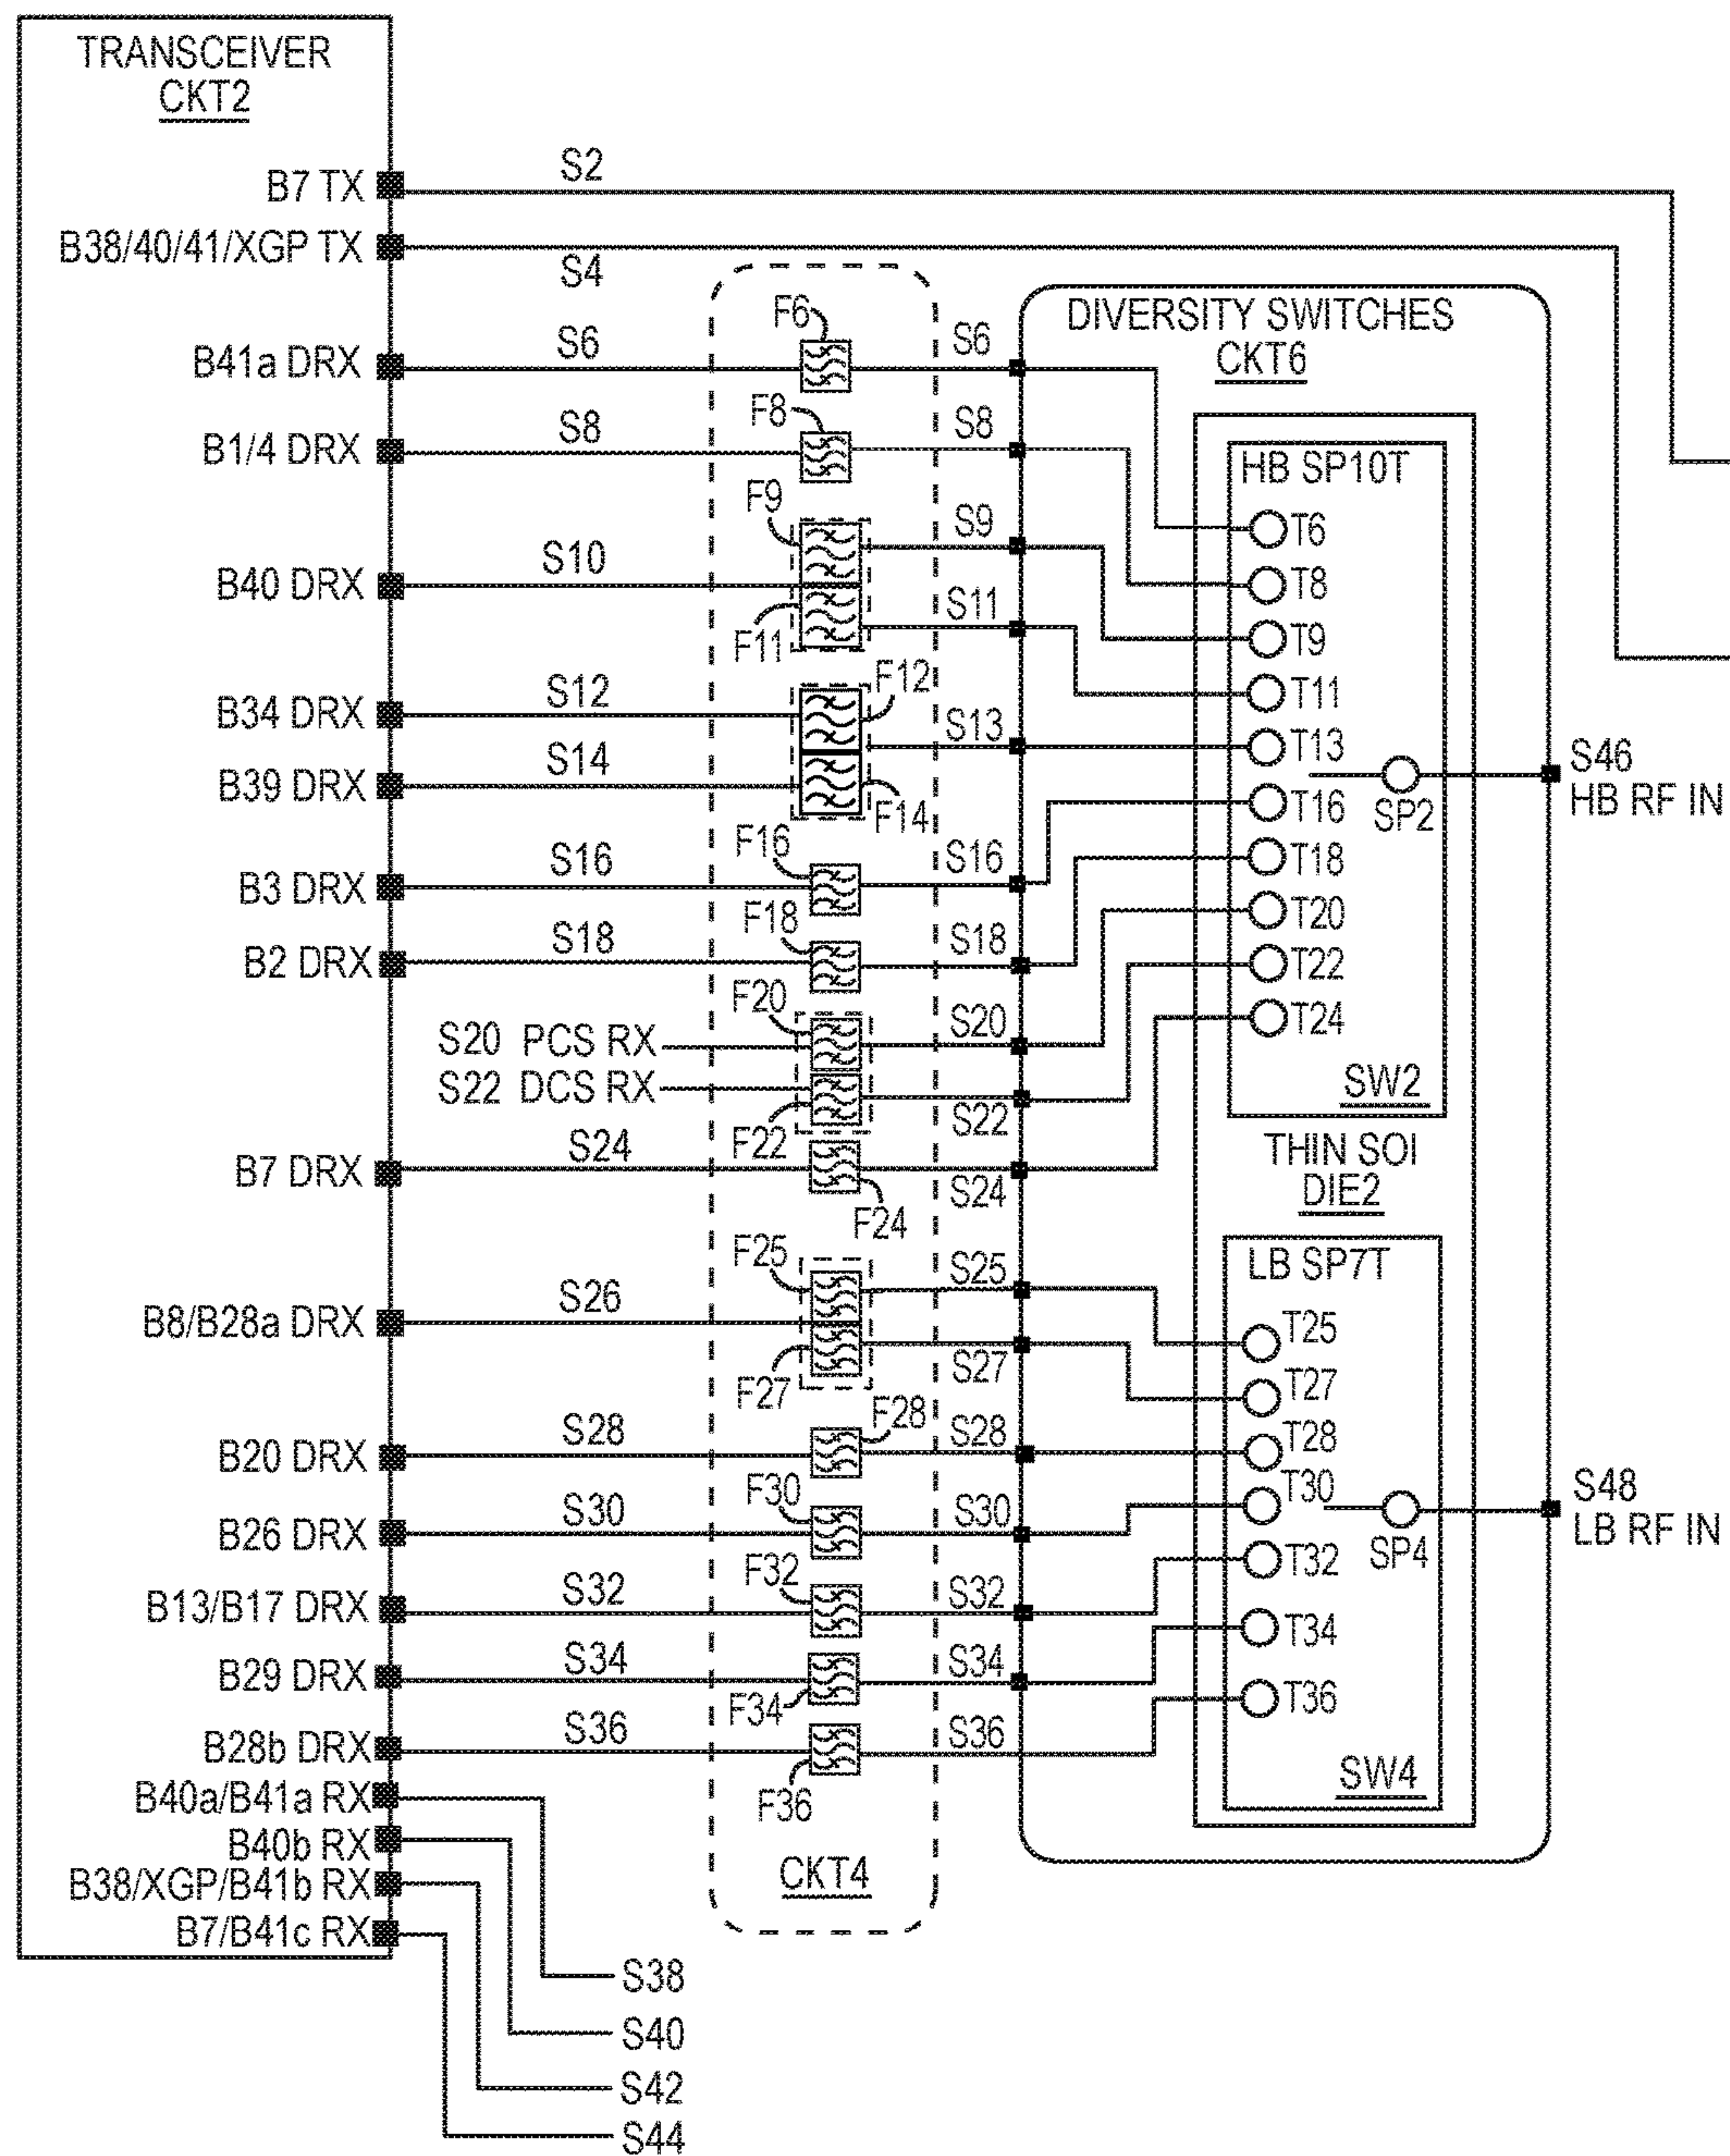 TRANSCEIVER
CKT2
B7 TX
S2
B38/40/41/XGP TX
S4
DIVERSITY SWITCHES
CKT6
B41a DRX
S6
F6
S6
B1/4 DRX
S8
F8
S8
HB SP10T
F9
S9
T6
B40 DRX
S10
T8
F11
S11
T9
T11
B34 DRX
S12
F12
S13
T13
B39 DRX
S14
F14
S46
HB RF IN
SP2
T16
B3 DRX
S16
F16
S16
T18
B2 DRX
S18
F18
S18
T20
T22
S20 PCS RX
F20
S20
T24
S22 DCS RX
F22
S22
SW2
B7 DRX
S24
F24
S24
THIN SOI
DIE2
F25
S25
LB SP7T
B8/B28a DRX
S26
T25
F27
S27
T27
B20 DRX
S28
F28
S28
T28
B26 DRX
S30
F30
S30
T30
S48
LB RF IN
SP4
B13/B17 DRX
S32
F32
S32
T32
B29 DRX
S34
F34
S34
T34
B28b DRX
S36
F36
S36
T36
SW4
B40a/B41a RX
B40b RX
B38/XGP/B41b RX
B7/B41c RX
CKT4
S38
S40
S42
S44